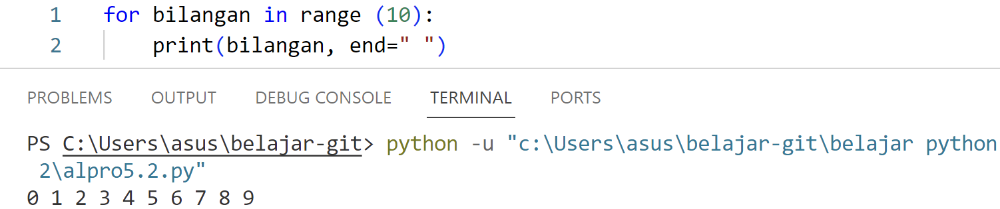 1 for bilangan in range (10):
2 print(bilangan, end=" ")
PROBLEMS OUTPUT DEBUG CONSOLE TERMINAL PORTS
PS C:\Users\asus\belajar-git> python -u "c:\Users\asus\belajar-git\belajar python
2\alpro5.2.py"
0 1 2 3 4 5 6 7 8 9